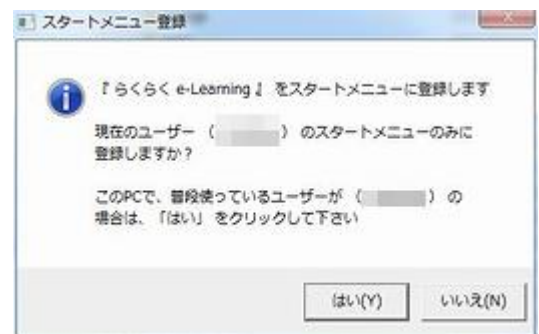 スタートメニュー登録
『 らくらく e-Learning 』 をスタートメニューに登録します
現在のユーザー （ ） のスタートメニューのみに
登録しますか？
このPCで、普段使っているユーザーが （ ） の
場合は、「はい」 をクリックして下さい
はい(Y)
いいえ(N)